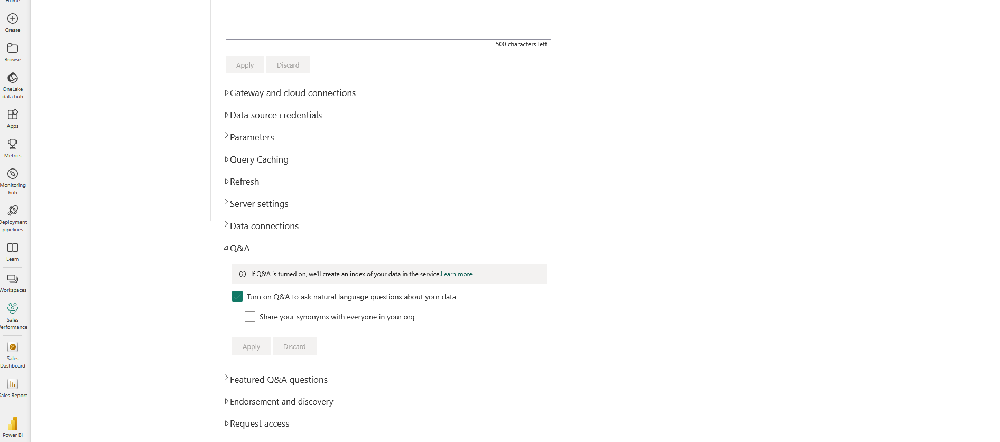 Home
Create
Browse
OneLake
data hub
Apps
Metrics
Monitoring
hub
Deployment
pipelines
Learn
Workspaces
Sales
Performance
Sales
Dashboard
Sales Report
Power BI
500 characters left
Apply
Discard
Gateway and cloud connections
Data source credentials
Parameters
Query Caching
Refresh
Server settings
Data connections
Q&A
If Q&A is turned on, we'll create an index of your data in the service.Learn more
Turn on Q&A to ask natural language questions about your data
Share your synonyms with everyone in your org
Apply
Discard
Featured Q&A questions
Endorsement and discovery
Request access